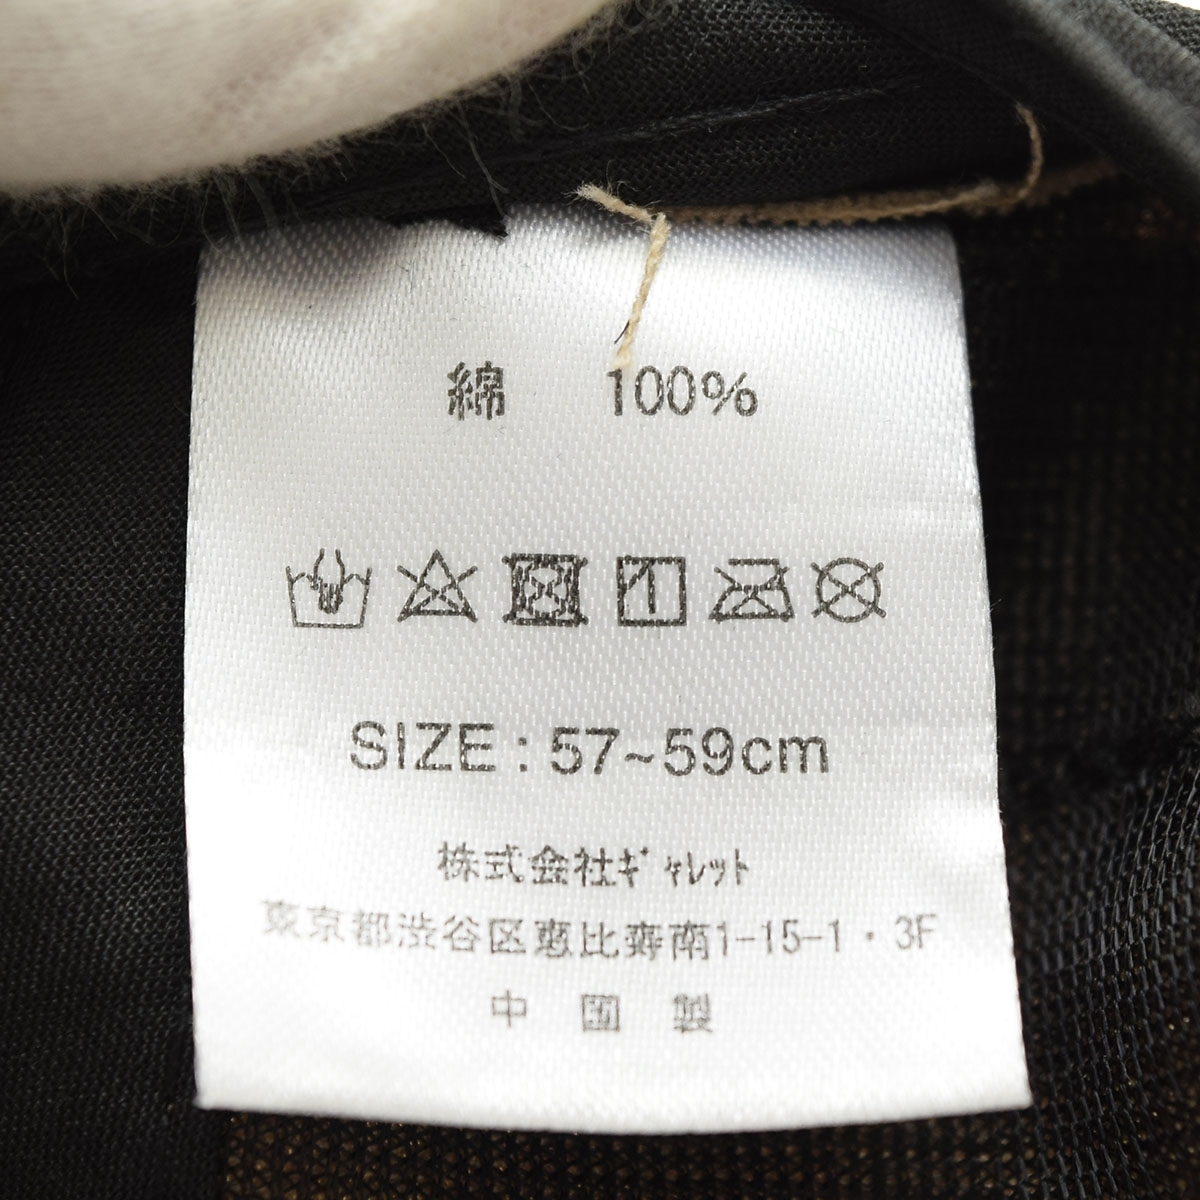 綿 100%
SIZE : 57~59cm
株式会社ｷﾞｬﾚｯﾄ
東京都渋谷区恵比寿南1-15-1・3F
中国製